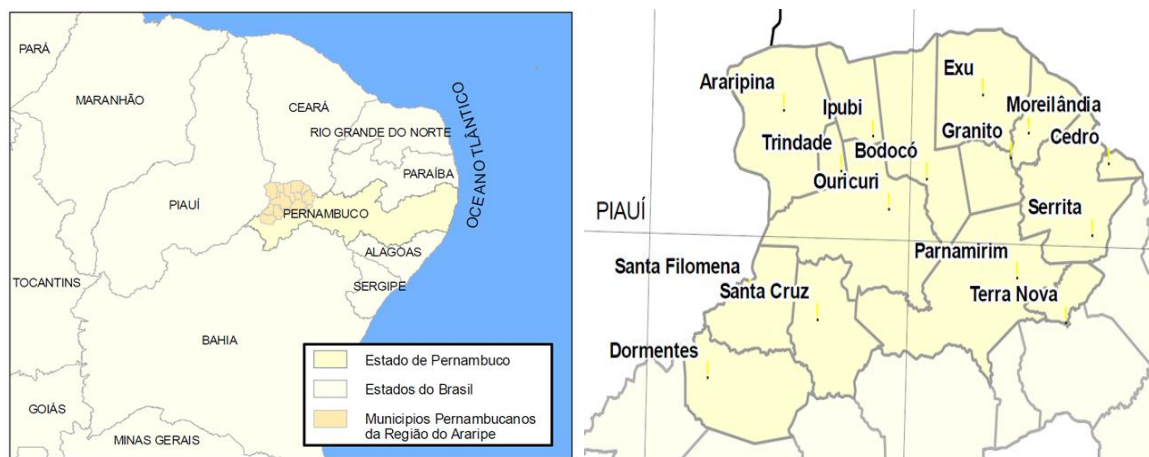 PARÁ
MARANHÃO
CEARÁ
RIO GRANDE DO NORTE
PARAÍBA
PIAUÍ
PERNAMBUCO
ALAGOAS
SERGIPE
TOCANTINS
BAHIA
GOIÁS
MINAS GERAIS
OCEANO TLÂNTICO
Estado de Pernambuco
Estados do Brasil
Municipios Pernambucanos
da Região do Araripe
Araripina
Exu
Ipubi
Moreilândia
Trindade
Bodocó
Granito
Cedro
Ouricuri
PIAUÍ
Serrita
Parnamirim
Santa Filomena
Santa Cruz
Terra Nova
Dormentes